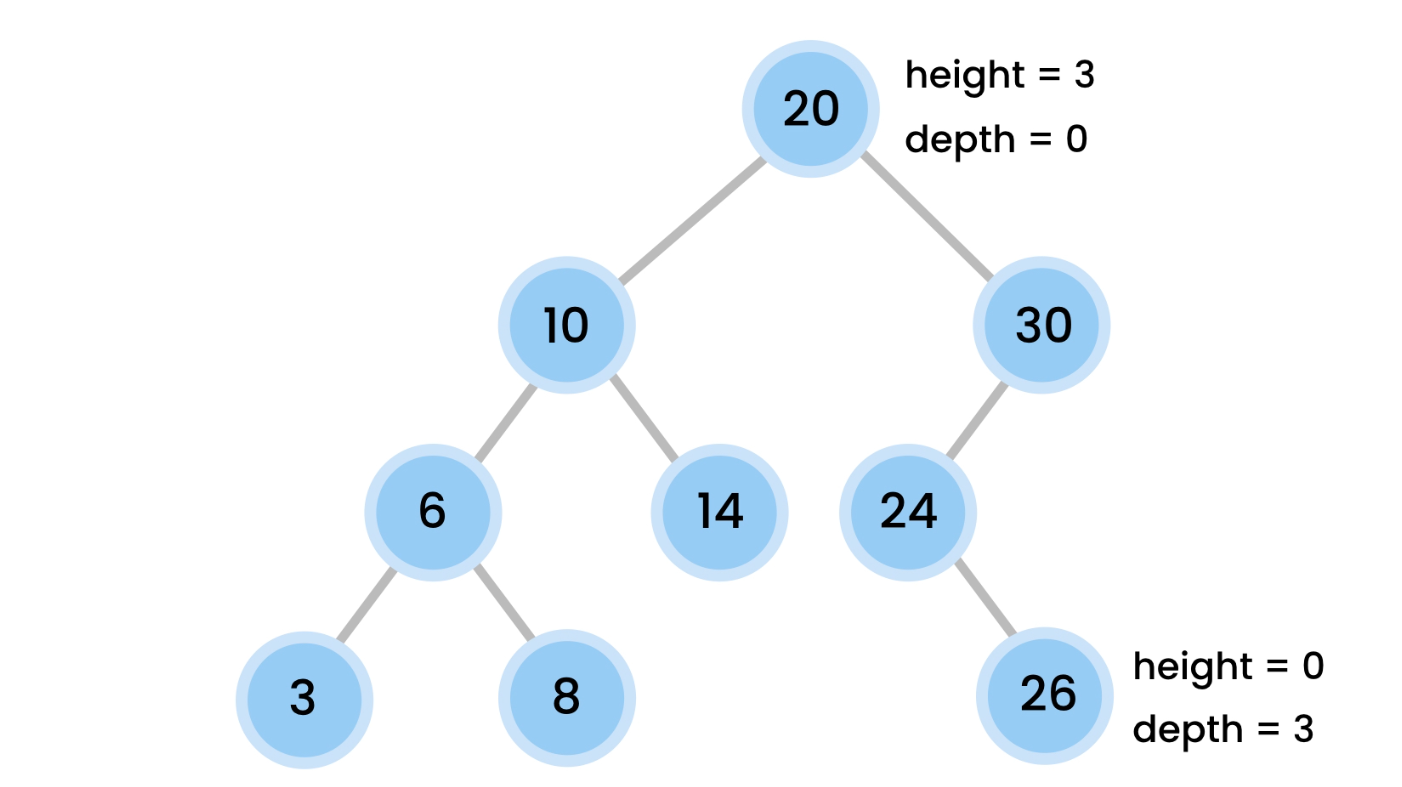 20
height = 3
depth = 0
10
30
6
14
24
3
8
26
height = 0
depth = 3